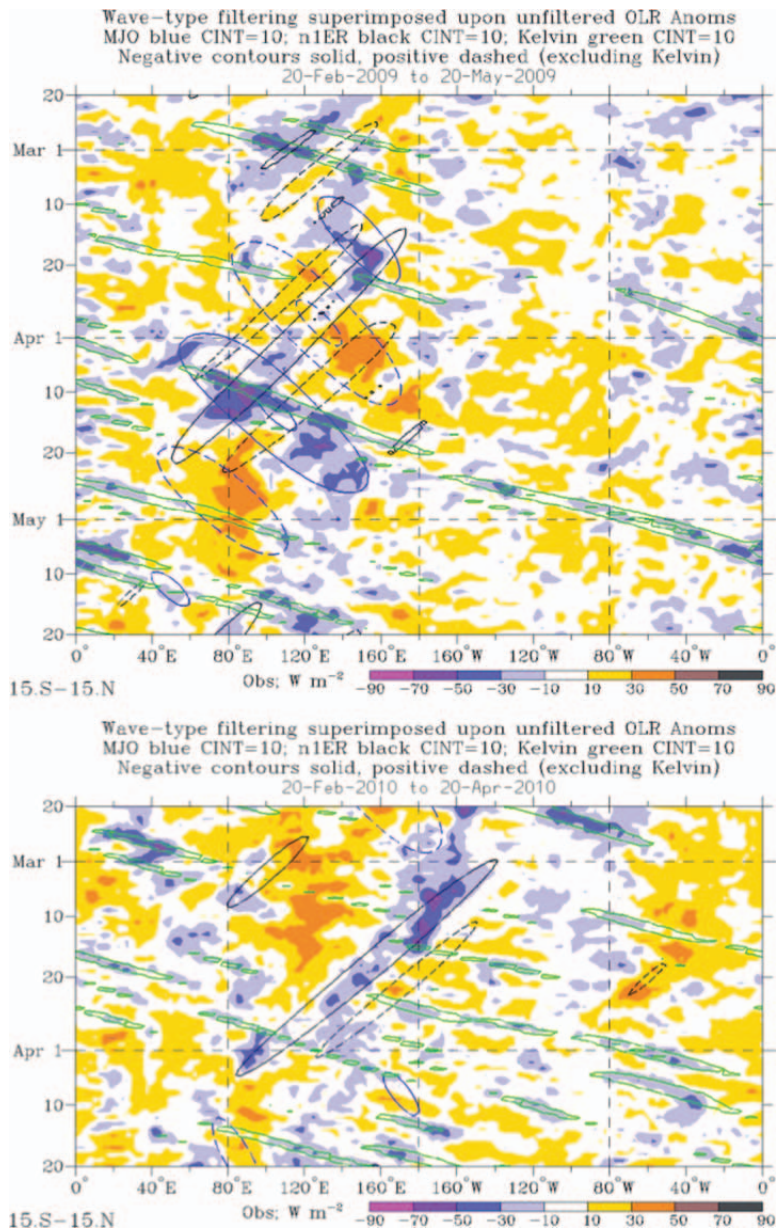 Wave-type filtering superimposed upon unfiltered OLR Anoms
MJO blue CINT=10; n1ER black CINT=10; Kelvin green CINT=10
Negative contours solid, positive dashed (excluding Kelvin)
20-Feb-2009 to 20-May-2009
20
Mar 1
10
20
Apr 1
10
20
May 1
10
20
0° 40°E 80°E 120°E 160°E 160°W 120°W 80°W 40°W 0°
15.S-15.N Obs; W m⁻² -90 -70 -50 -30 -10 10 30 50 70 90
Wave-type filtering superimposed upon unfiltered OLR Anoms
MJO blue CINT=10; n1ER black CINT=10; Kelvin green CINT=10
Negative contours solid, positive dashed (excluding Kelvin)
20-Feb-2010 to 20-Apr-2010
20
Mar 1
10
20
Apr 1
10
20
0° 40°E 80°E 120°E 160°E 160°W 120°W 80°W 40°W 0°
15.S-15.N Obs; W m⁻² -90 -70 -50 -30 -10 10 30 50 70 90